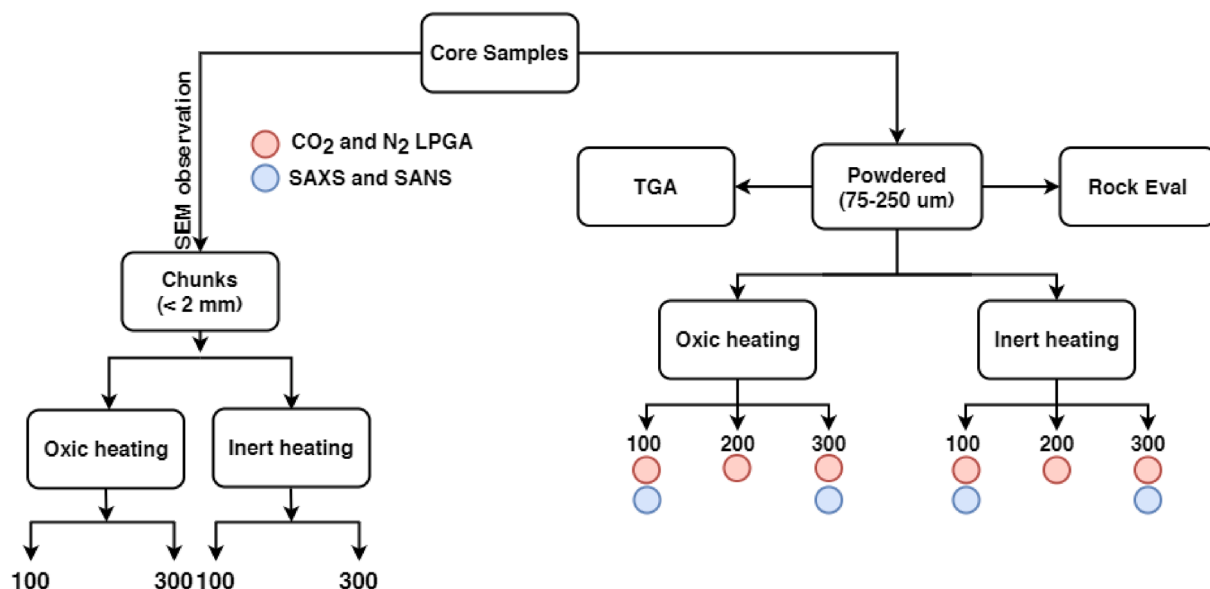 Core Samples
SEM observation
CO2 and N2 LPGA
SAXS and SANS
TGA
Powdered
(75-250 um)
Rock Eval
Chunks
(< 2 mm)
Oxic heating
Inert heating
100
200
300
100
200
300
Oxic heating
Inert heating
100
300
100
300